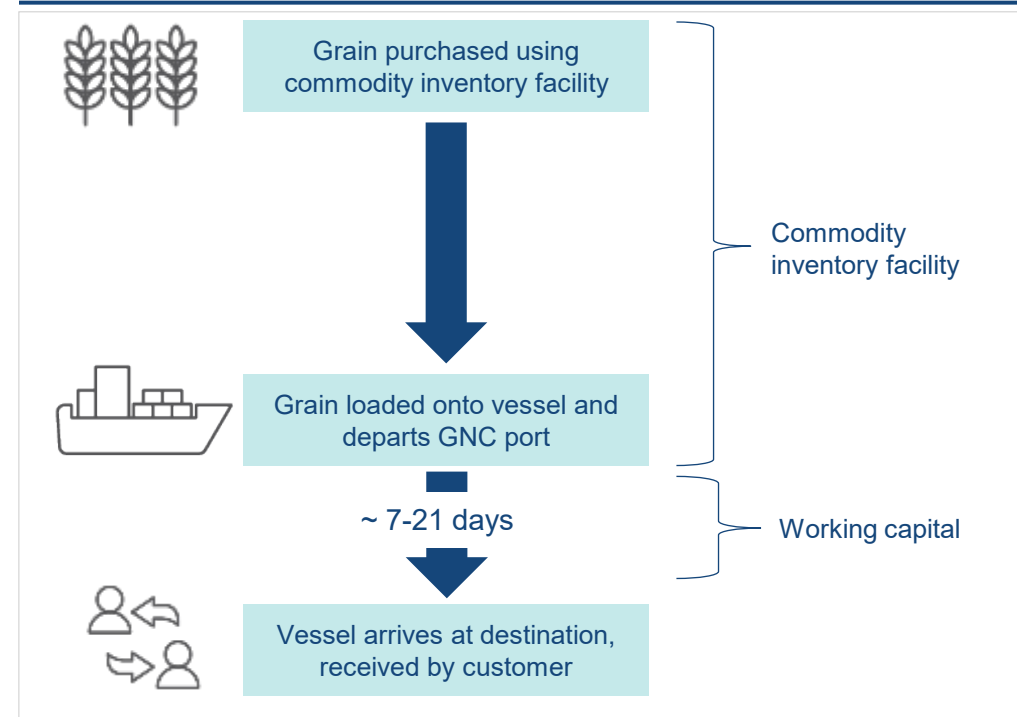 Grain purchased using
commodity inventory facility
Commodity
inventory facility
Grain loaded onto vessel and
departs GNC port
~ 7-21 days
Working capital
Vessel arrives at destination,
received by customer